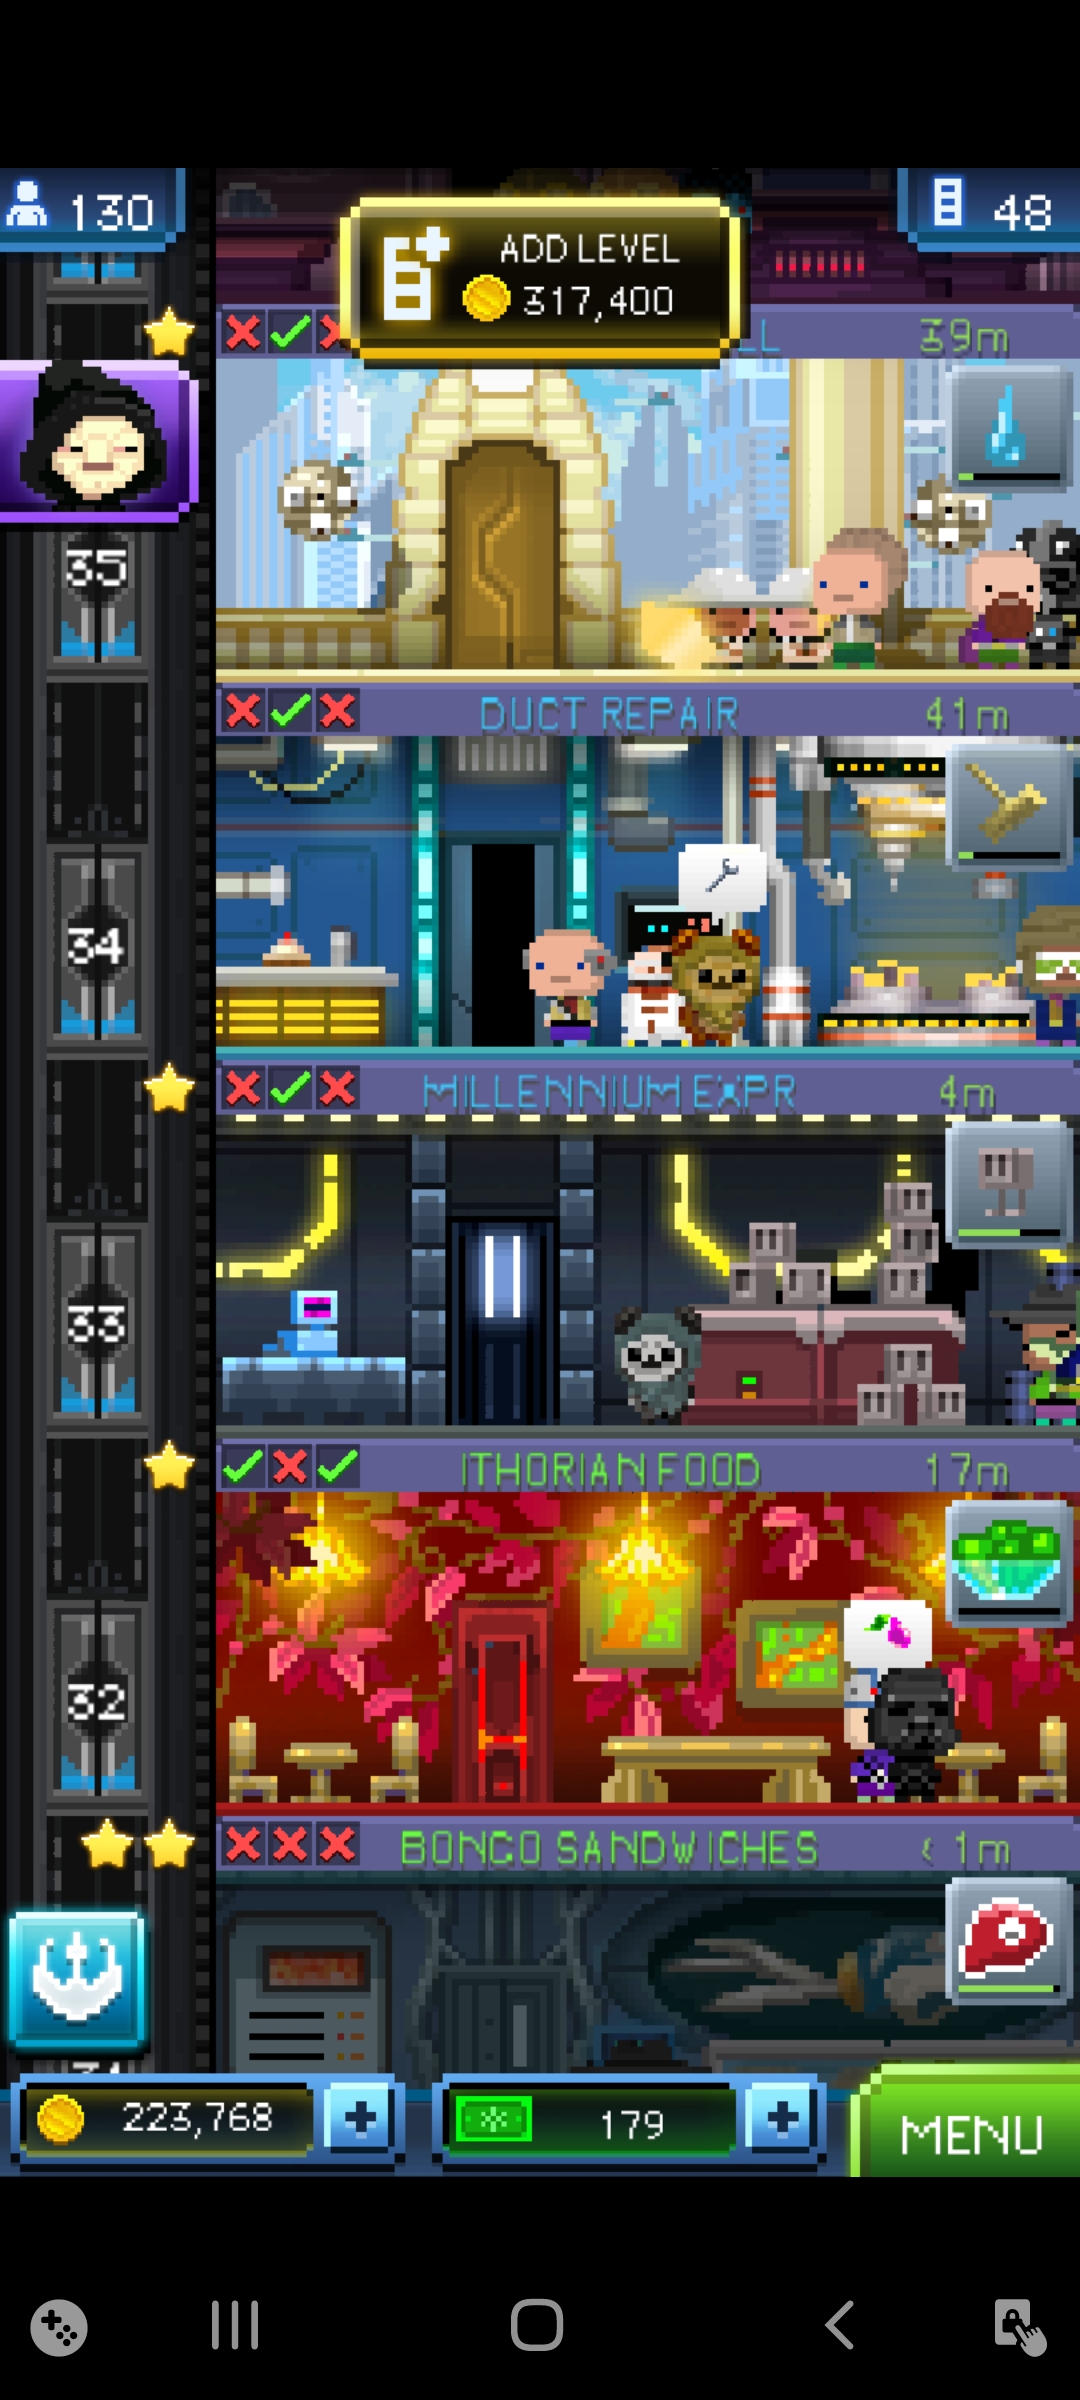 130
ADD LEVEL
317,400
48
LL
39m
35
DUCT REPAIR
41m
34
MILLENNIUM EXPR
4m
33
ITHORIAN FOOD
17m
32
BONGO SANDWICHES
< 1m
223,768
179
MENU